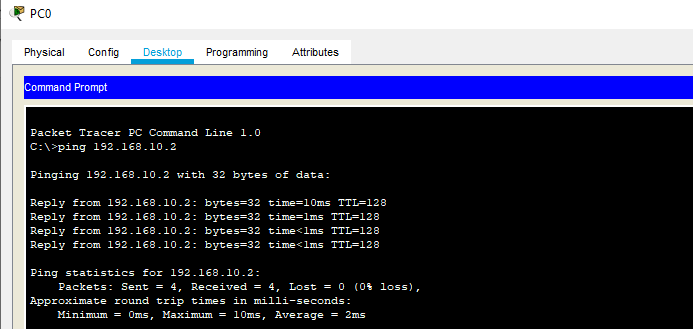 PC0
Physical Config Desktop Programming Attributes
Command Prompt
Packet Tracer PC Command Line 1.0
C:\>ping 192.168.10.2
Pinging 192.168.10.2 with 32 bytes of data:
Reply from 192.168.10.2: bytes=32 time=10ms TTL=128
Reply from 192.168.10.2: bytes=32 time=1ms TTL=128
Reply from 192.168.10.2: bytes=32 time<1ms TTL=128
Reply from 192.168.10.2: bytes=32 time<1ms TTL=128
Ping statistics for 192.168.10.2:
Packets: Sent = 4, Received = 4, Lost = 0 (0% loss),
Approximate round trip times in milli-seconds:
Minimum = 0ms, Maximum = 10ms, Average = 2ms